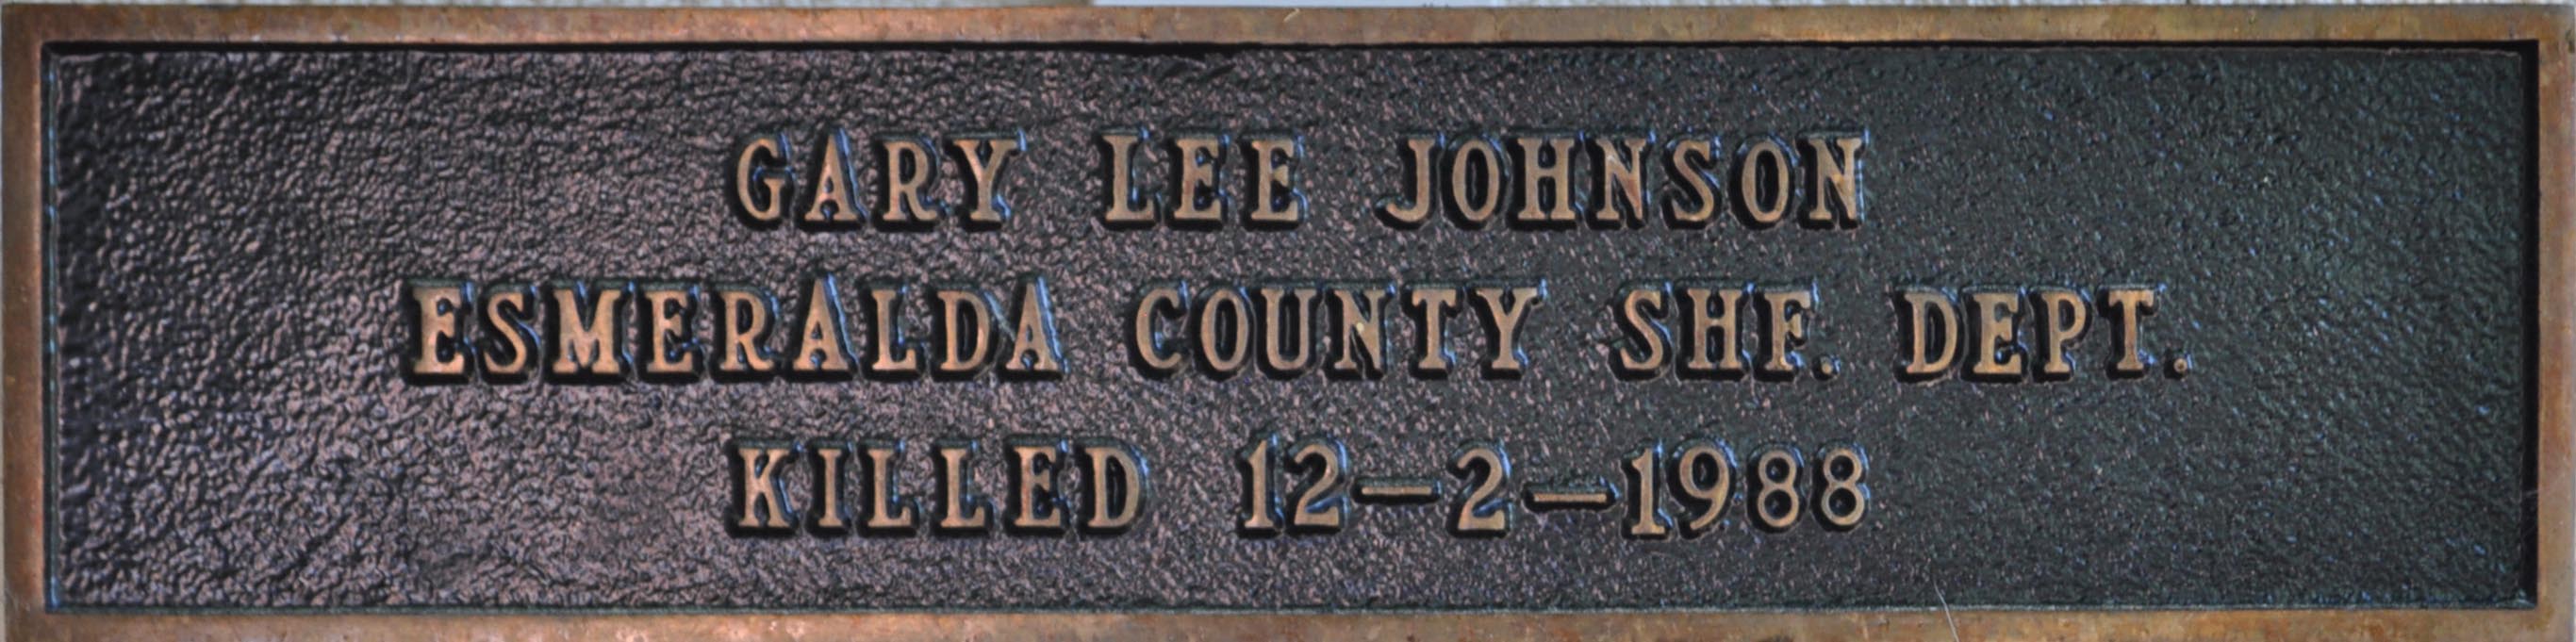 GARY LEE JOHNSON
ESMERALDA COUNTY SHF. DEPT.
KILLED 12-2-1988